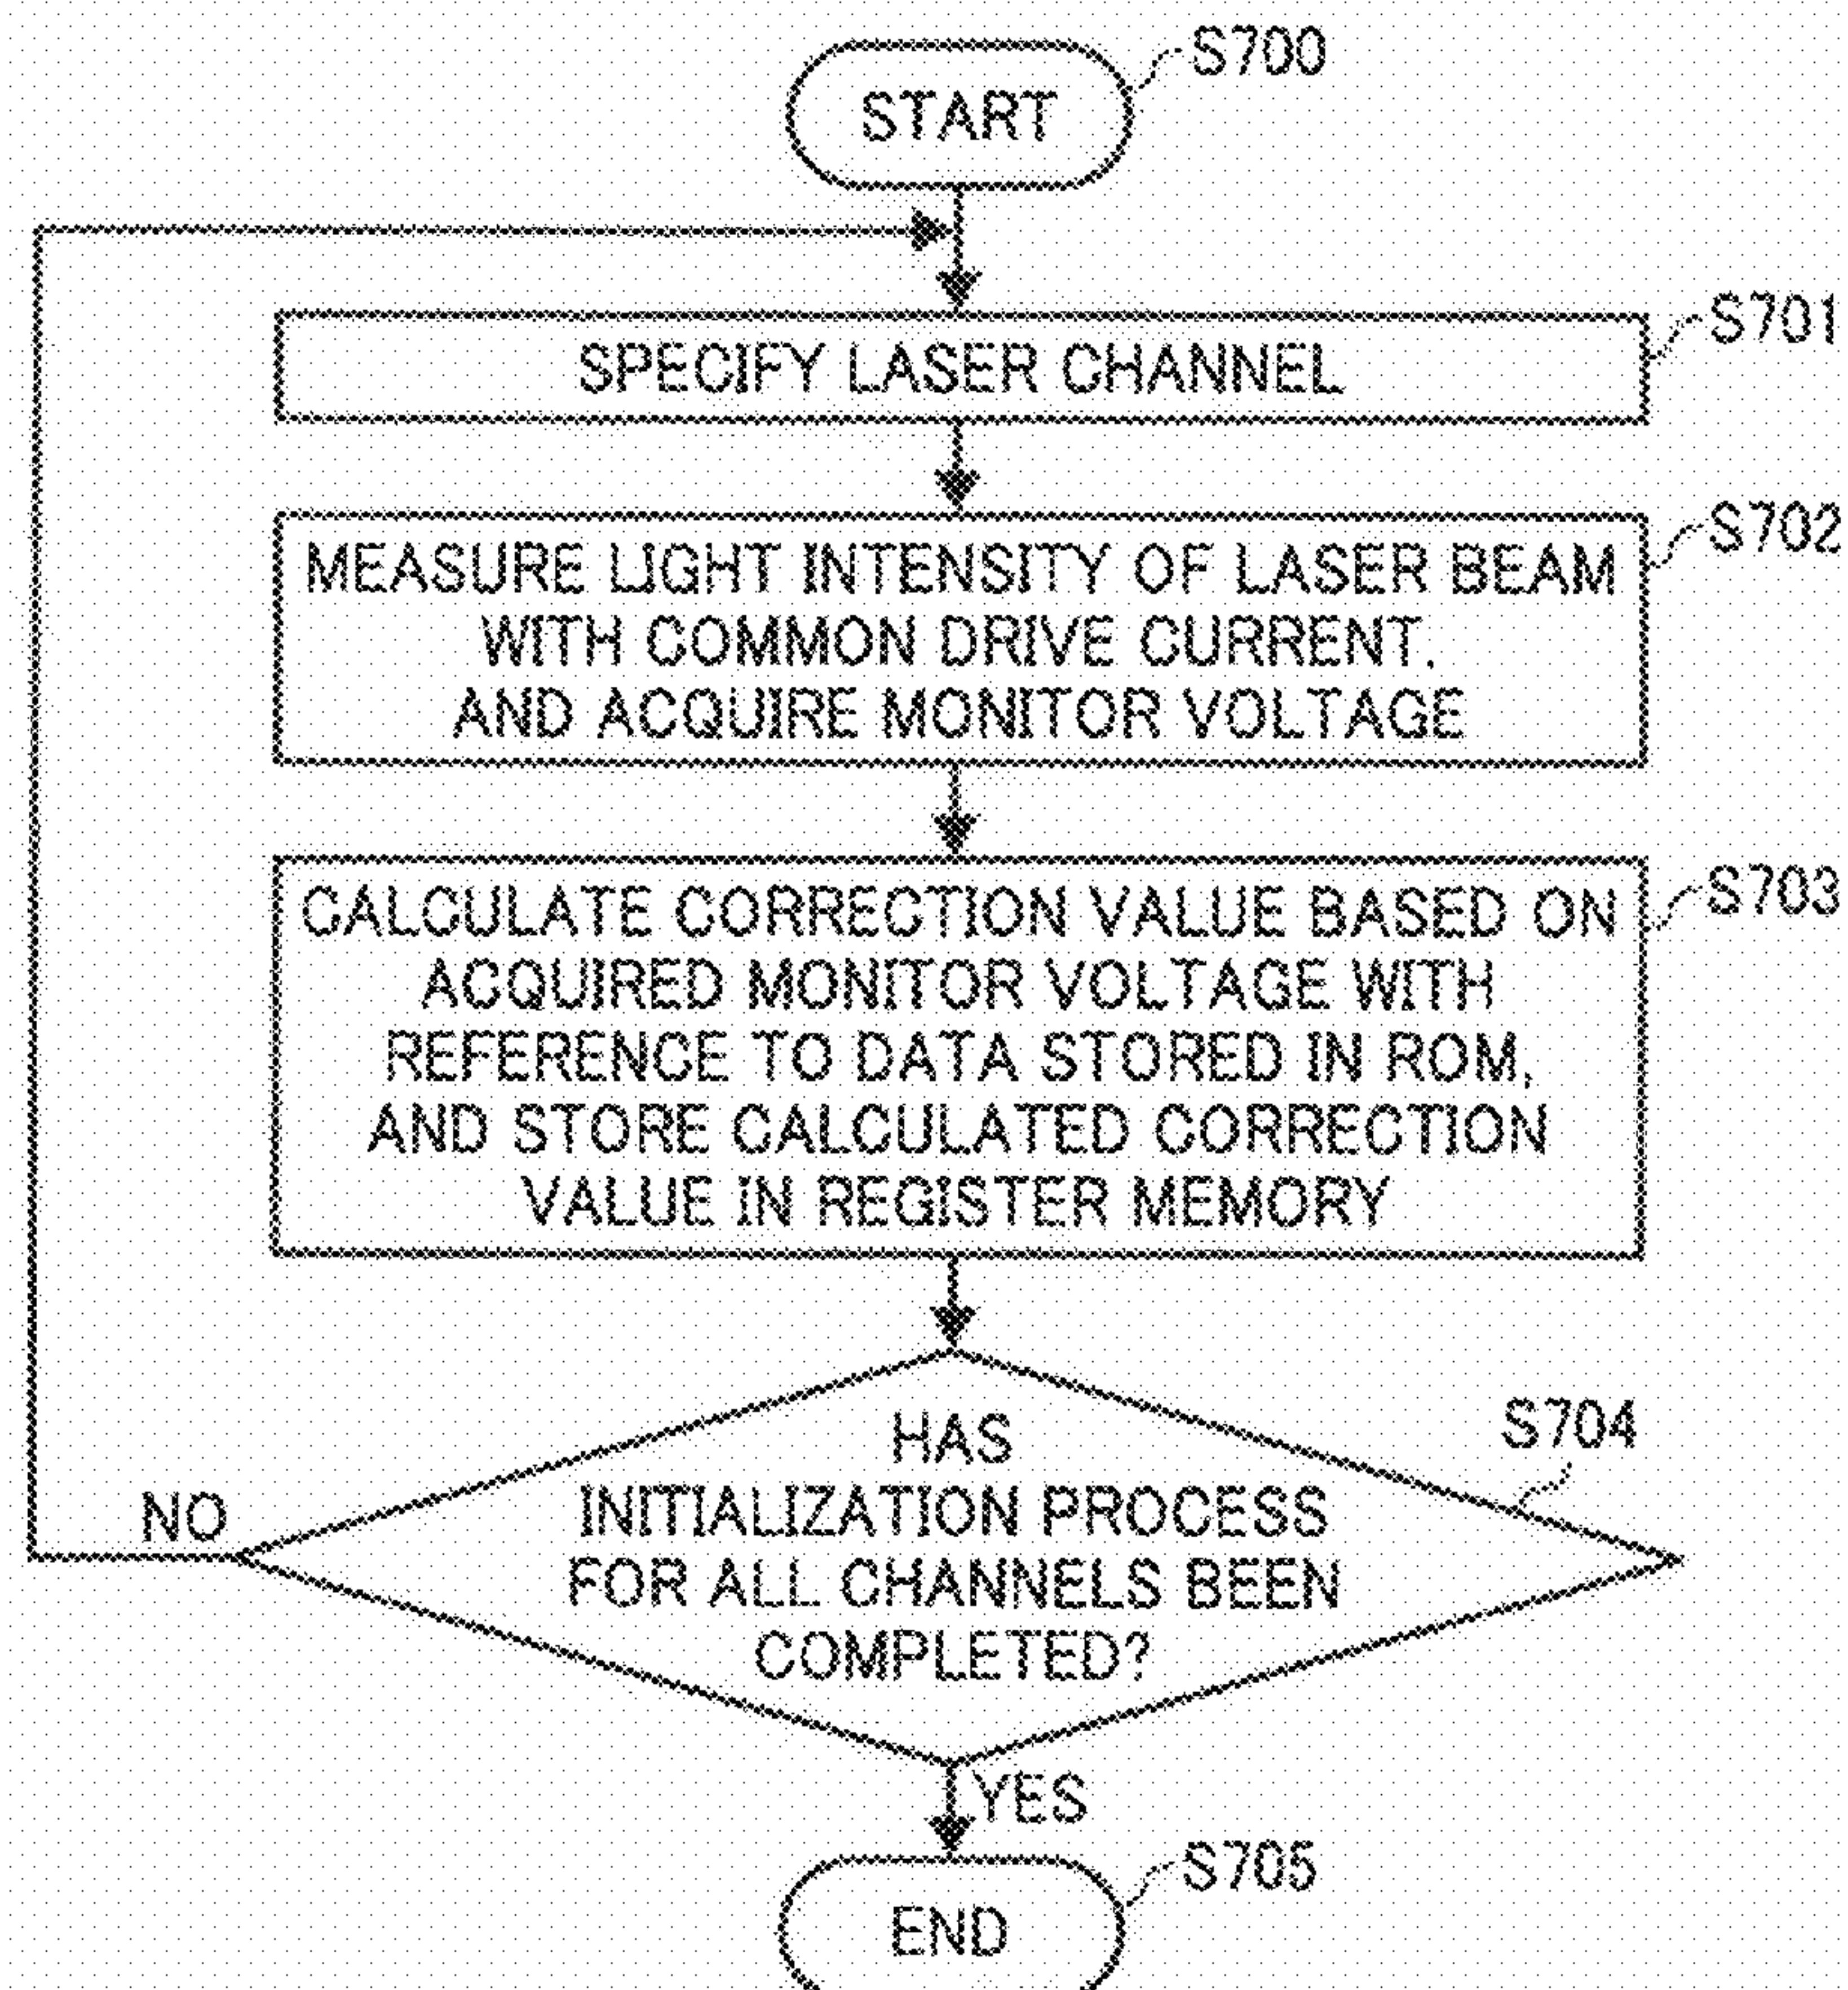 S700
START
S701
SPECIFY LASER CHANNEL
S702
MEASURE LIGHT INTENSITY OF LASER BEAM
WITH COMMON DRIVE CURRENT,
AND ACQUIRE MONITOR VOLTAGE
S703
CALCULATE CORRECTION VALUE BASED ON
ACQUIRED MONITOR VOLTAGE WITH
REFERENCE TO DATA STORED IN ROM,
AND STORE CALCULATED CORRECTION
VALUE IN REGISTER MEMORY
S704
HAS
INITIALIZATION PROCESS
FOR ALL CHANNELS BEEN
COMPLETED?
NO
YES
S705
END